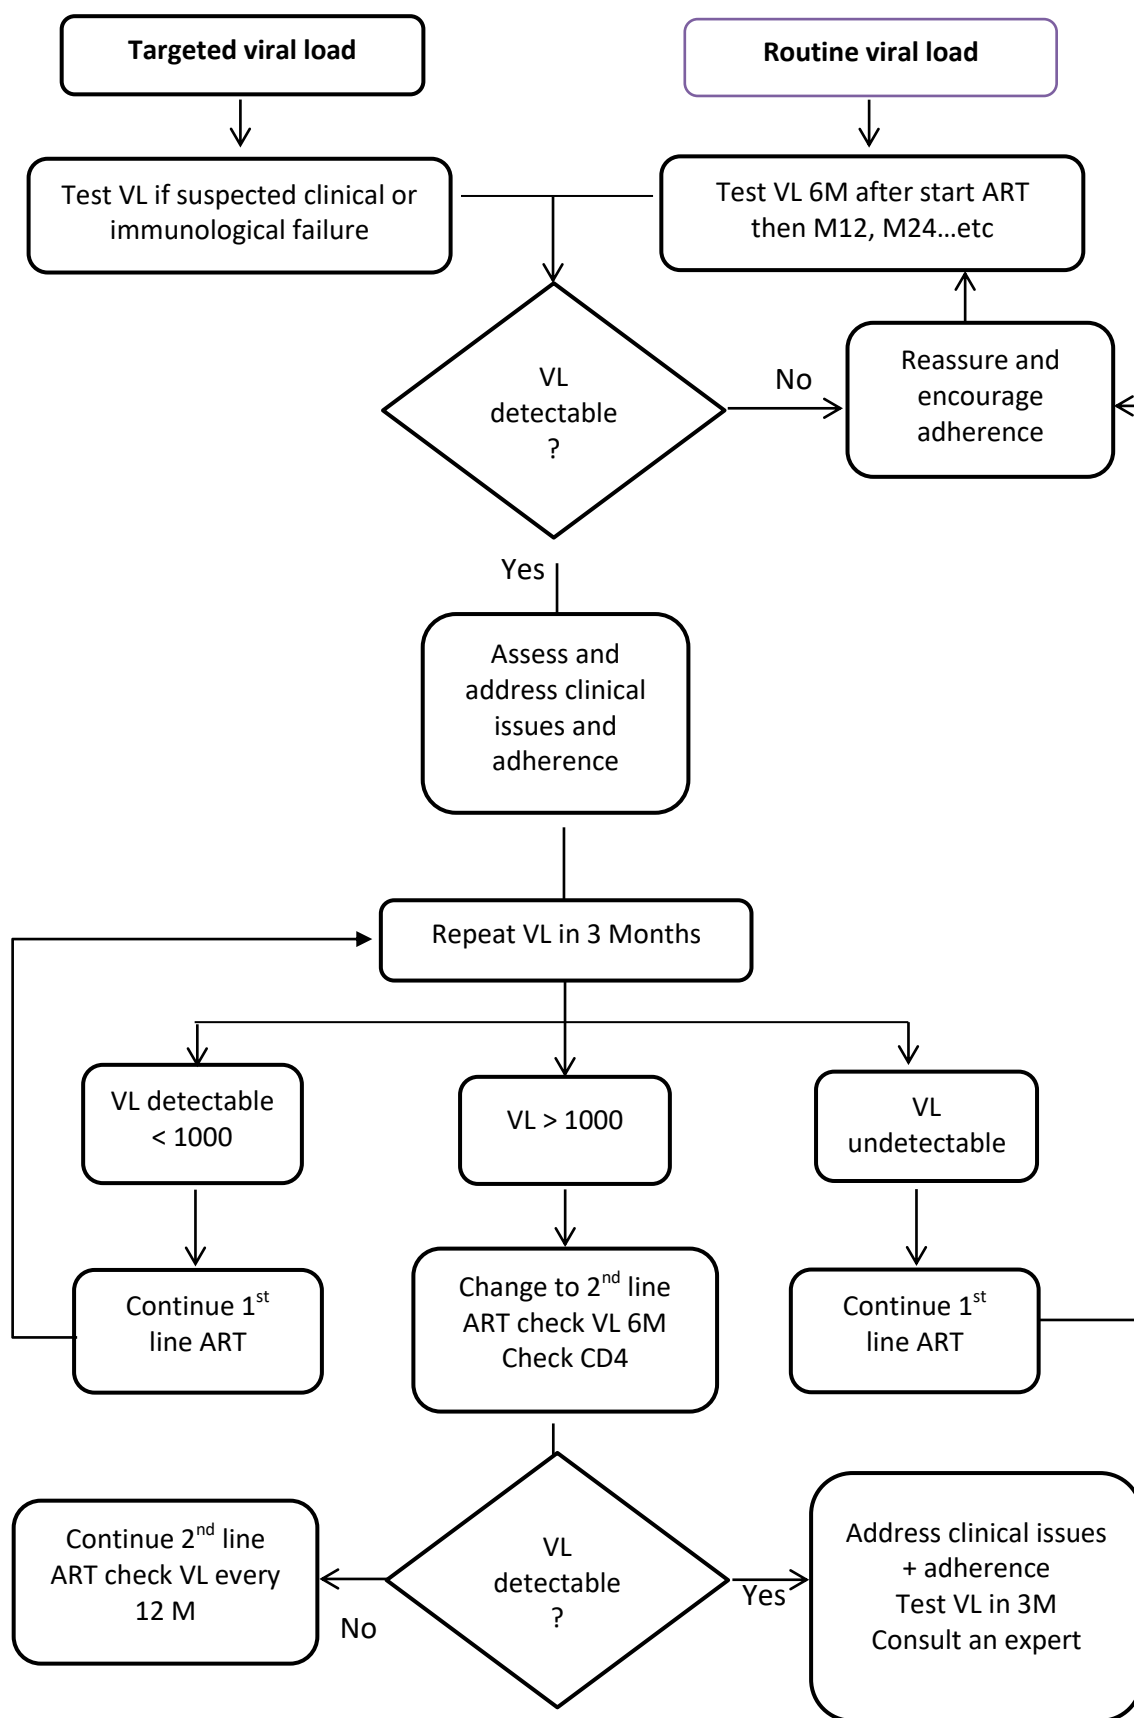 Targeted viral load
Routine viral load
Test VL if suspected clinical or
immunological failure
Test VL 6M after start ART
then M12, M24...etc
VL
detectable
?
No
Reassure and
encourage
adherence
Yes
Assess and
address clinical
issues and
adherence
Repeat VL in 3 Months
VL detectable
< 1000
VL > 1000
VL
undetectable
Continue 1st
line ART
Change to 2nd line
ART check VL 6M
Check CD4
Continue 1st
line ART
Continue 2nd line
ART check VL every
12 M
No
VL
detectable
?
Yes
Address clinical issues
+ adherence
Test VL in 3M
Consult an expert